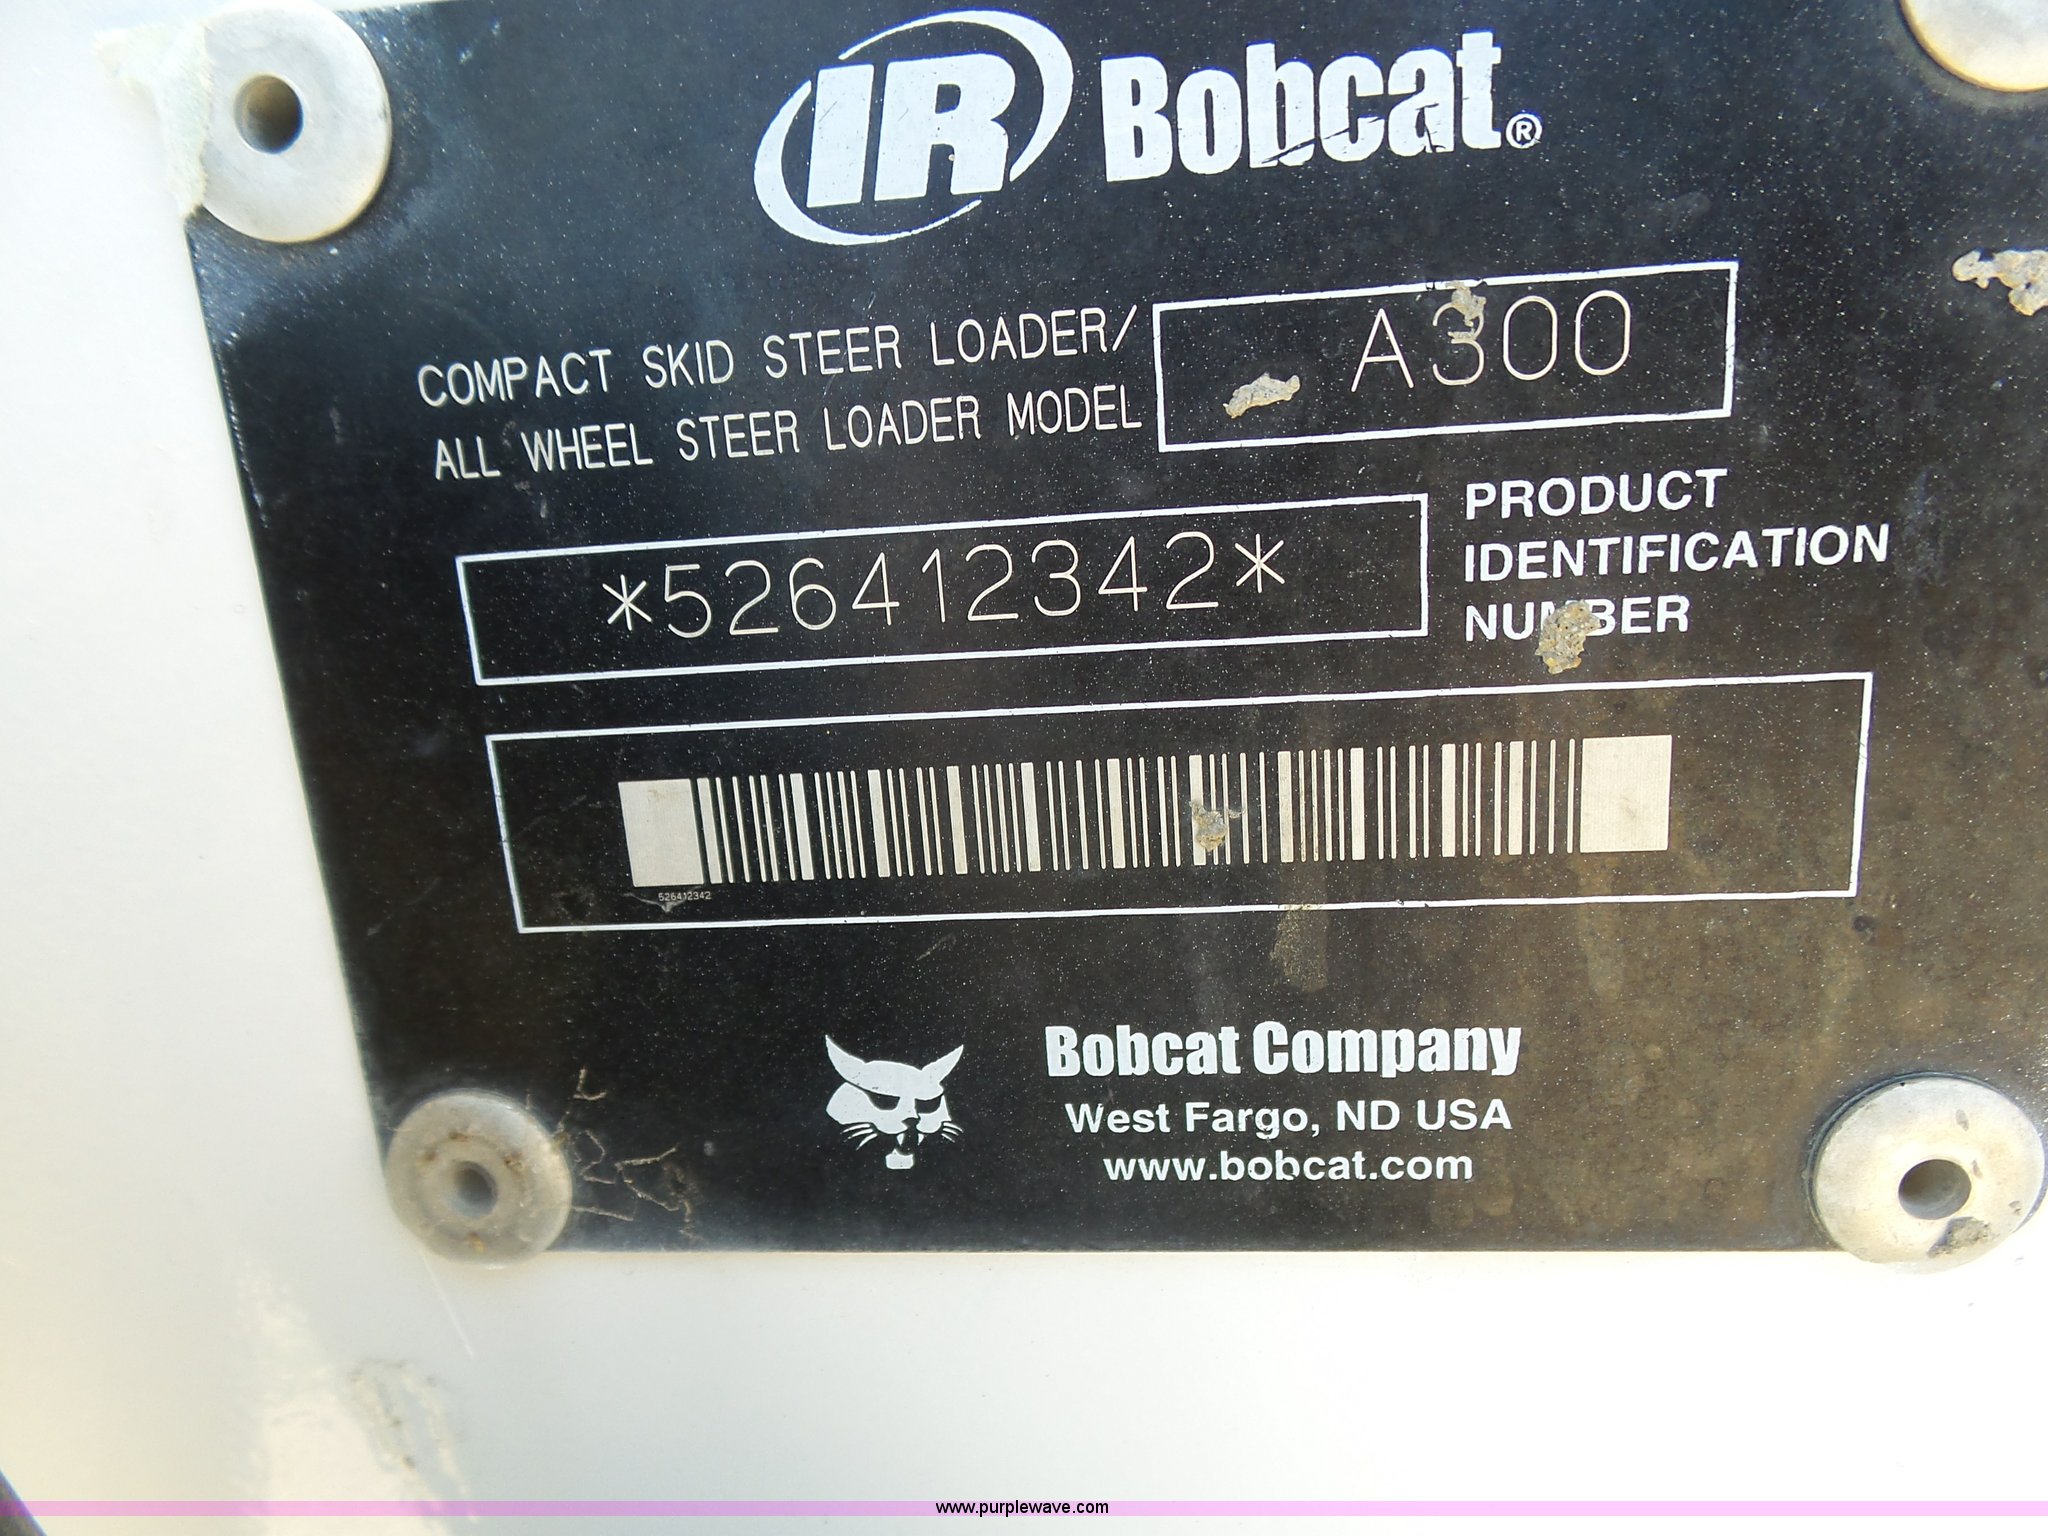 IR Bobcat®
COMPACT SKID STEER LOADER/
ALL WHEEL STEER LOADER MODEL
A300
*526412342*
PRODUCT
IDENTIFICATION
NUMBER
526412342
Bobcat Company
West Fargo, ND USA
www.bobcat.com
www.purplewave.com